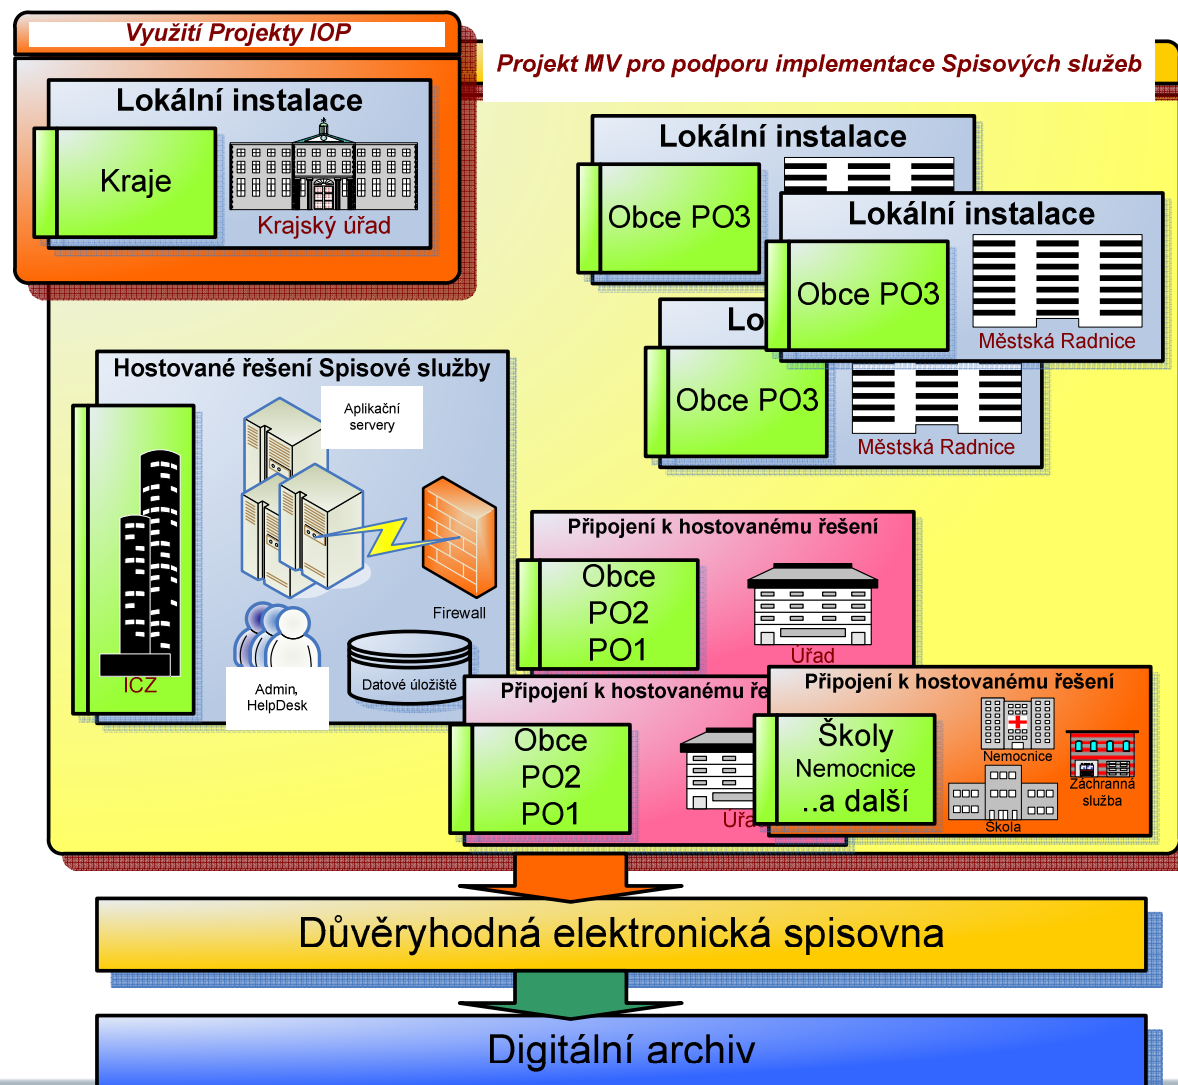 Využití Projekty IOP
Projekt MV pro podporu implementace Spisových služeb
Lokální instalace
Kraje
Krajský úřad
Lokální instalace
Obce PO3
Lokální instalace
Obce PO3
Městská Radnice
Lo
Obce PO3
Městská Radnice
Hostované řešení Spisové služby
Aplikační
servery
Firewall
ICZ
Admin,
HelpDesk
Datové úložiště
Připojení k hostovanému řešení
Obce
PO2
PO1
Úřad
Připojení k hostovanému ře
Obce
PO2
PO1
Úřa
Připojení k hostovanému řešení
Školy
Nemocnice
..a další
Nemocnice
Záchranná
služba
Škola
Důvěryhodná elektronická spisovna
Digitální archiv